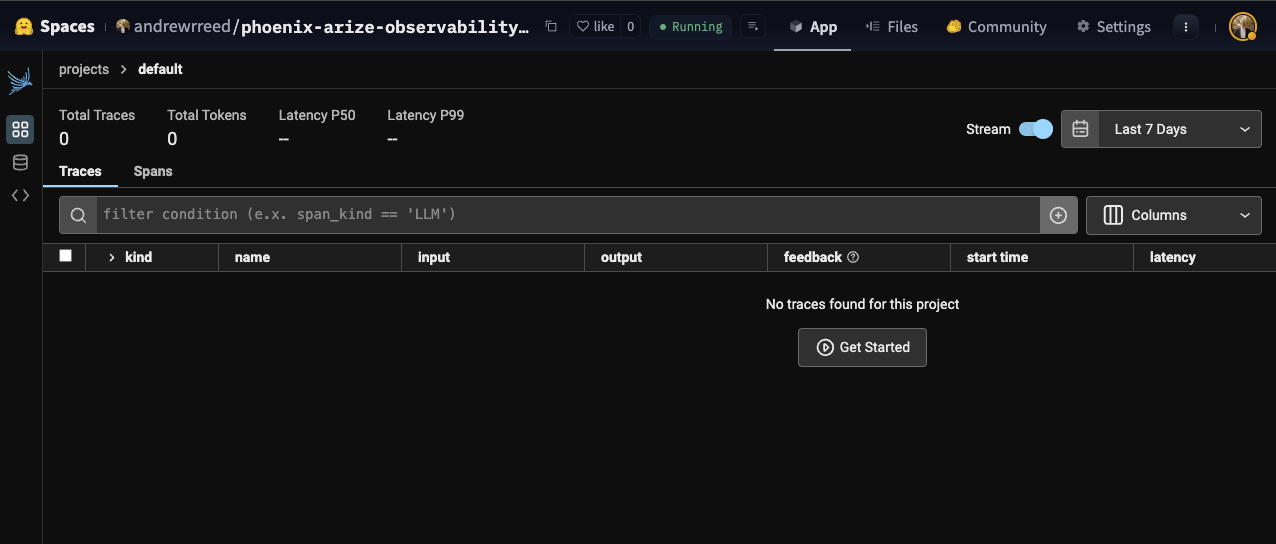 Spaces andrewrreed/phoenix-arize-observability… like 0 Running App Files Community Settings
projects > default
Total Traces Total Tokens Latency P50 Latency P99
0 0 -- --
Stream Last 7 Days
Traces Spans
filter condition (e.x. span_kind == 'LLM') Columns
> kind name input output feedback start time latency
No traces found for this project
Get Started